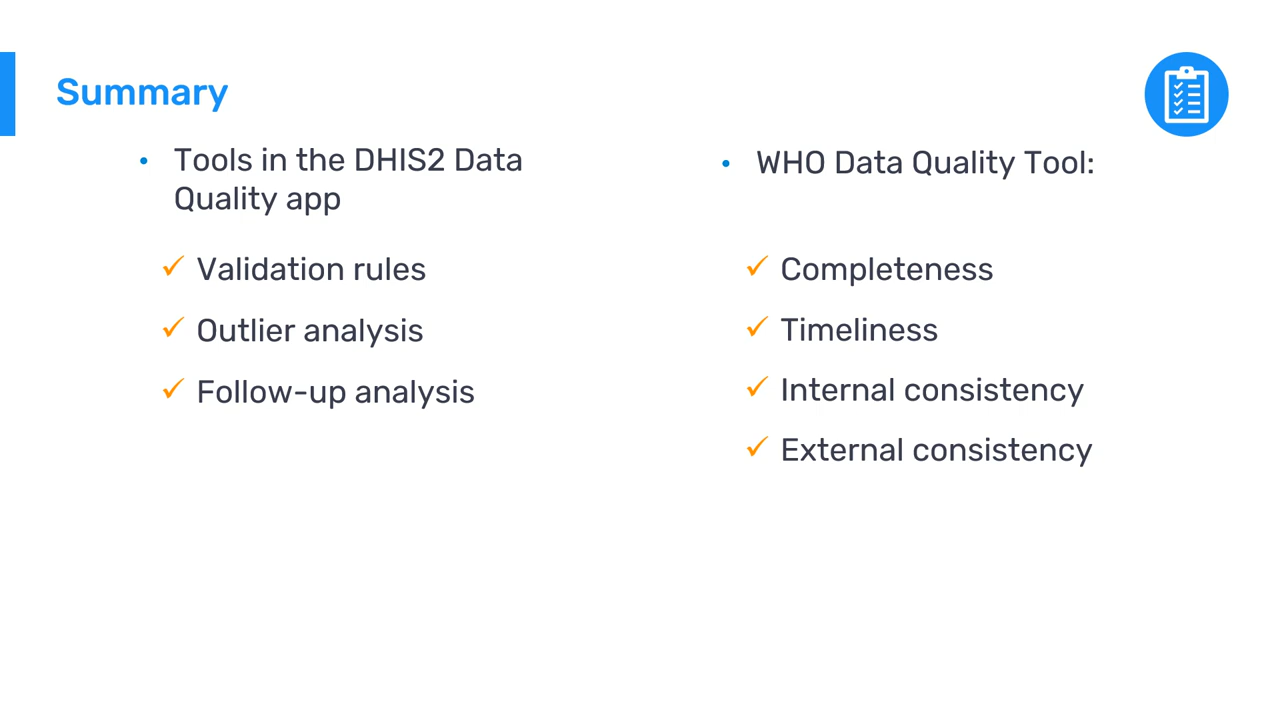 Summary
• Tools in the DHIS2 Data
Quality app
✓ Validation rules
✓ Outlier analysis
✓ Follow-up analysis
• WHO Data Quality Tool:
✓ Completeness
✓ Timeliness
✓ Internal consistency
✓ External consistency